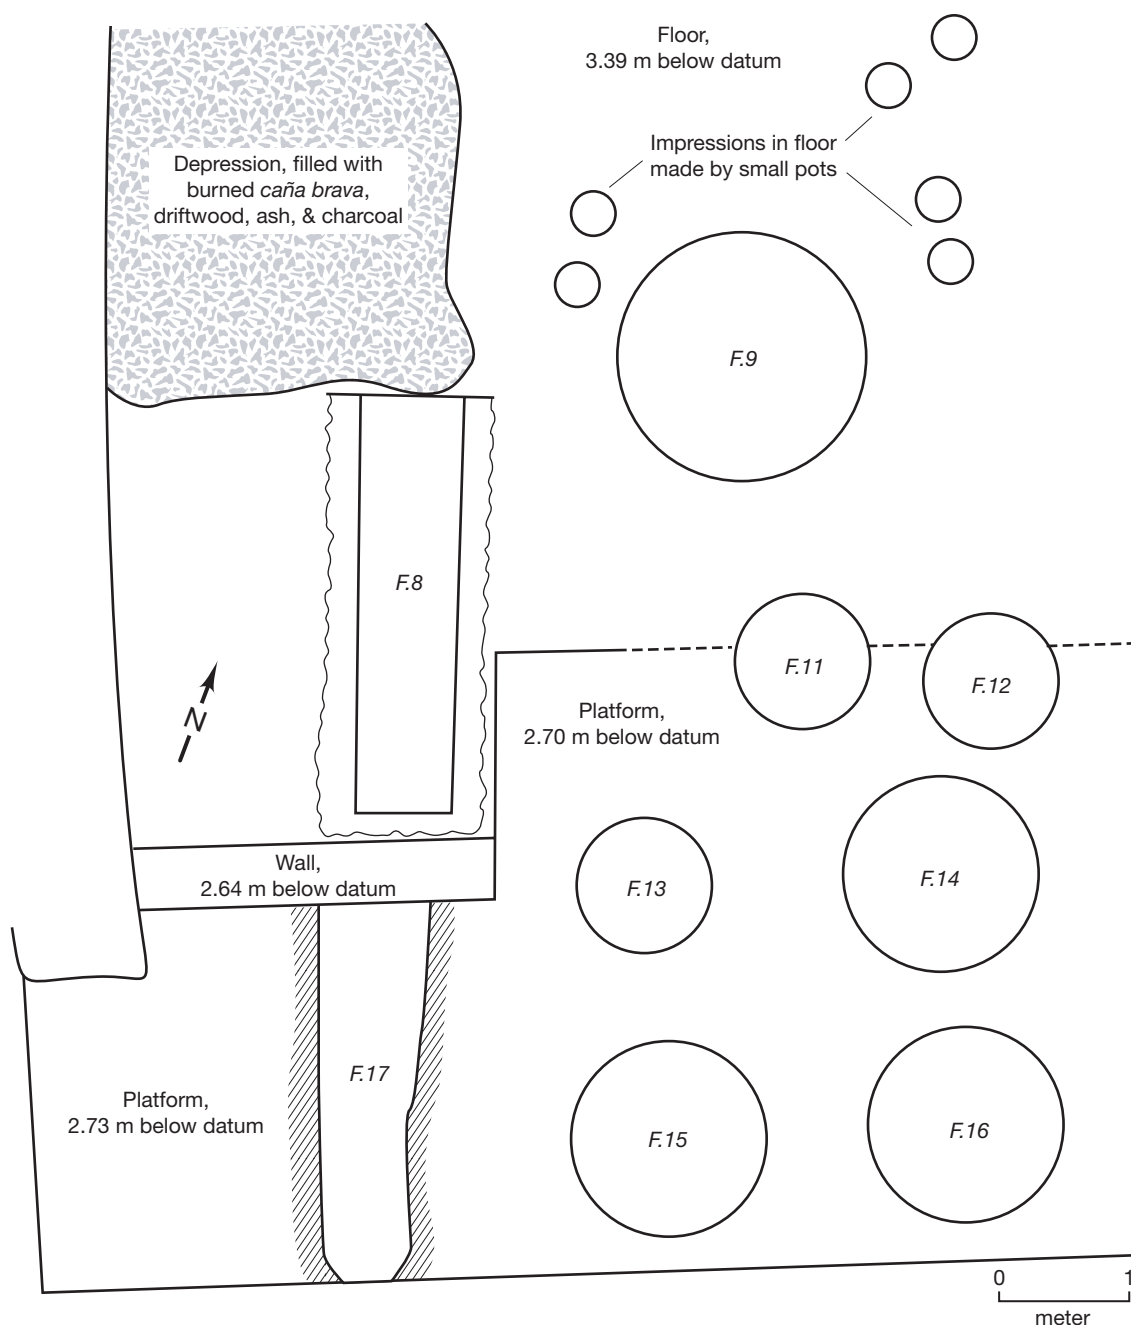 Floor,
3.39 m below datum
Impressions in floor
made by small pots
Depression, filled with
burned caña brava,
driftwood, ash, & charcoal
F.9
F.8
F.11
F.12
N
Platform,
2.70 m below datum
Wall,
2.64 m below datum
F.13
F.14
F.17
Platform,
2.73 m below datum
F.15
F.16
0 1
meter